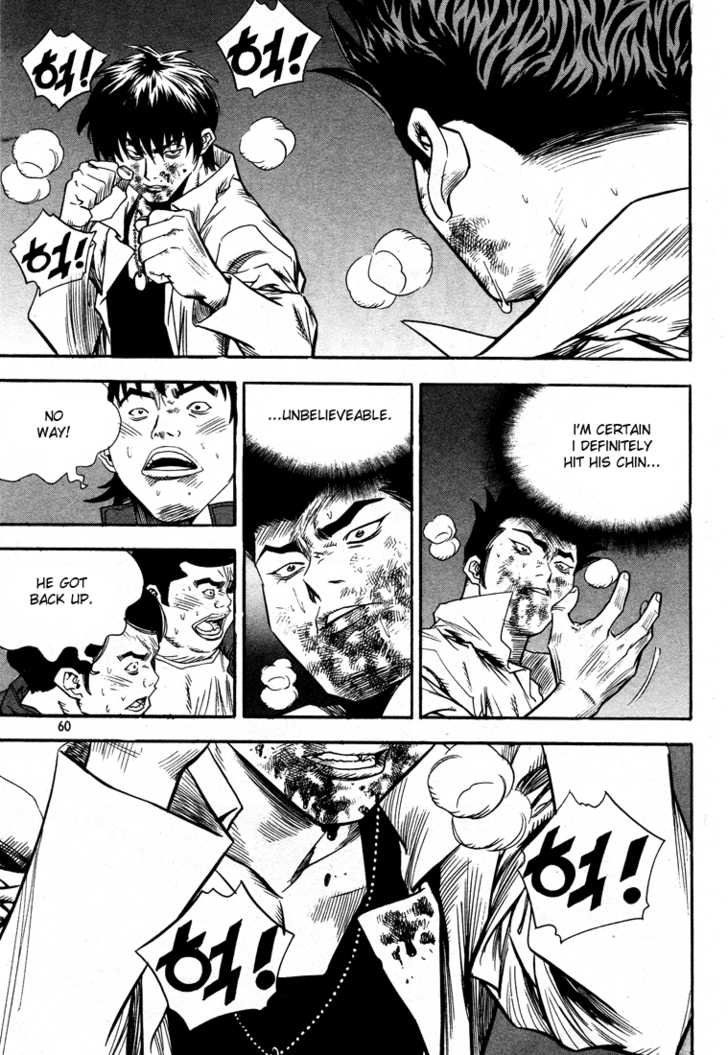 헉!
헉!
헉!
I'M CERTAIN
I DEFINITELY
HIT HIS CHIN...
...UNBELIEVEABLE.
NO
WAY!
HE GOT
BACK UP.
60
헉!
헉!